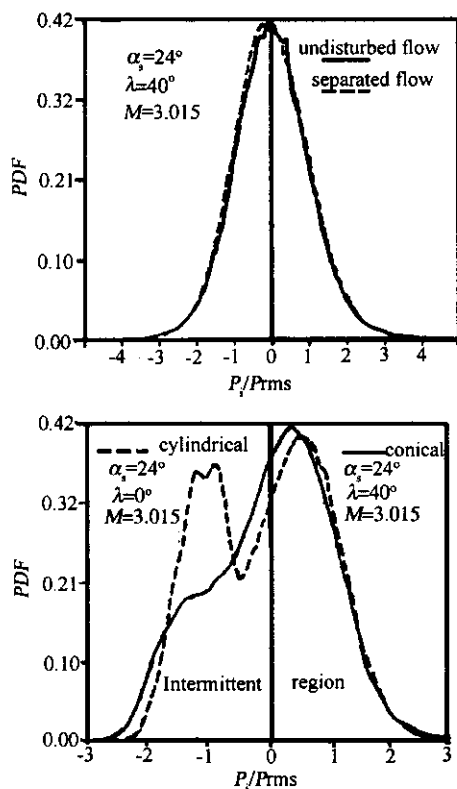 0.42
undisturbed flow
αs=24°
separated flow
λ=40°
0.32
M=3.015
PDF
0.21
0.10
0.00
-4 -3 -2 -1 0 1 2 3 4
Pi/Prms
0.42
cylindrical
conical
αs=24°
αs=24°
λ=0°
λ=40°
0.32
M=3.015
M=3.015
PDF
0.21
0.10
Intermittent region
0.00
-3 -2 -1 0 1 2 3
Pi/Prms